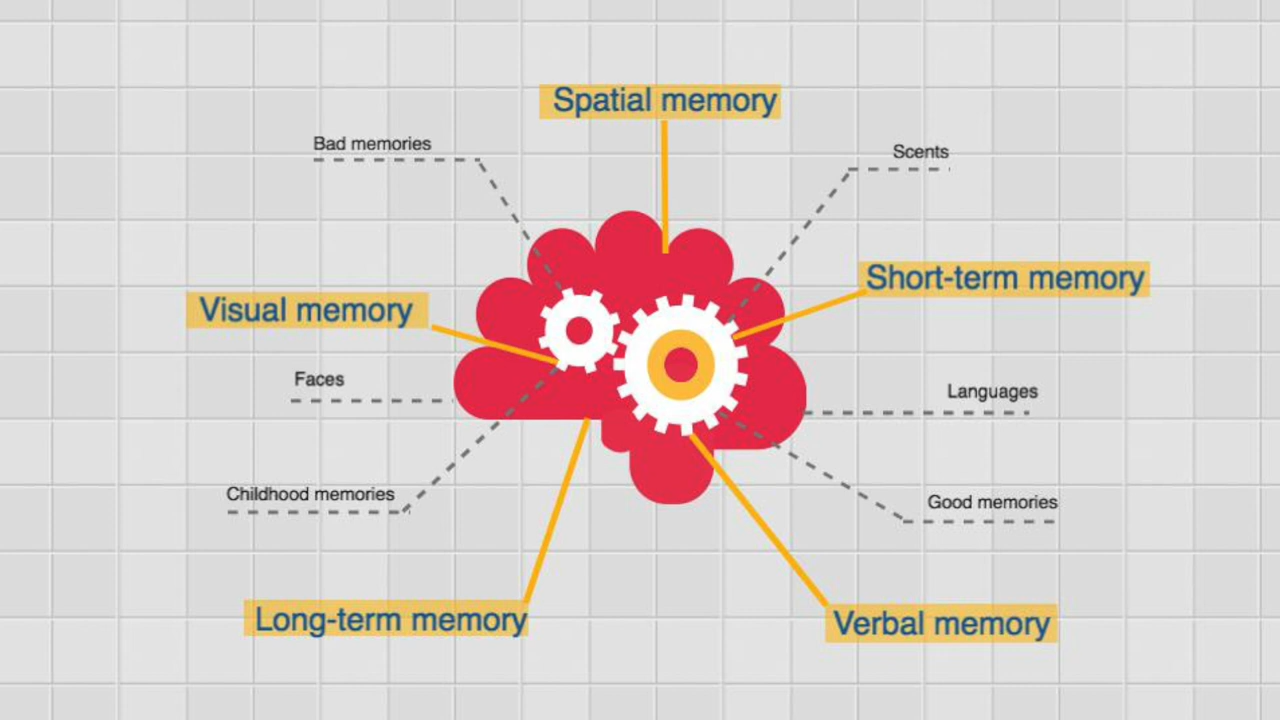 Spatial memory
Bad memories
Scents
Short-term memory
Visual memory
Faces
Languages
Childhood memories
Good memories
Long-term memory
Verbal memory